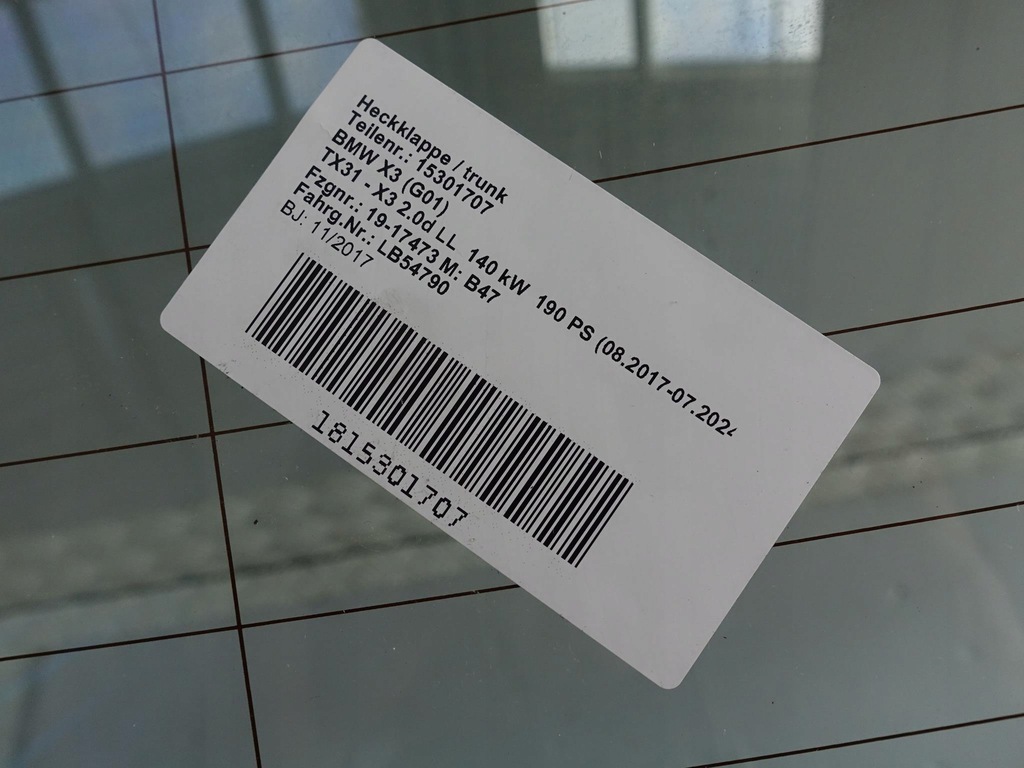 Heckklappe / trunk
Teilenr.: 15301707
BMW X3 (G01)
TX31 - X3 2.0d LL 140 kW 190 PS (08.2017-07.2024
Fzgnr.: 19-17473 M: B47
Fahrg.Nr.: LB54790
BJ: 11/2017
1815301707